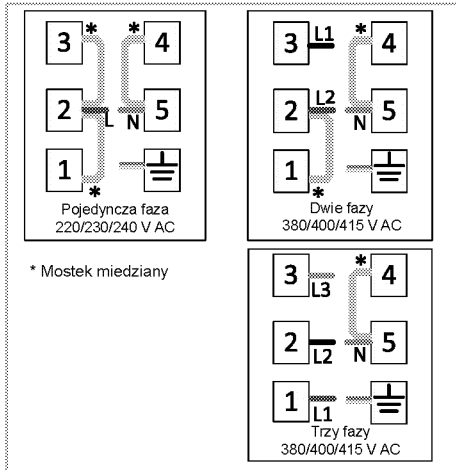 3 * * 4
2 L N 5
1 *
Pojedyncza faza
220/230/240 V AC
3 L1 * 4
2 L2 N 5
1 *
Dwie fazy
380/400/415 V AC
* Mostek miedziany
3 L3 * 4
2 L2 N 5
1 L1
Trzy fazy
380/400/415 V AC